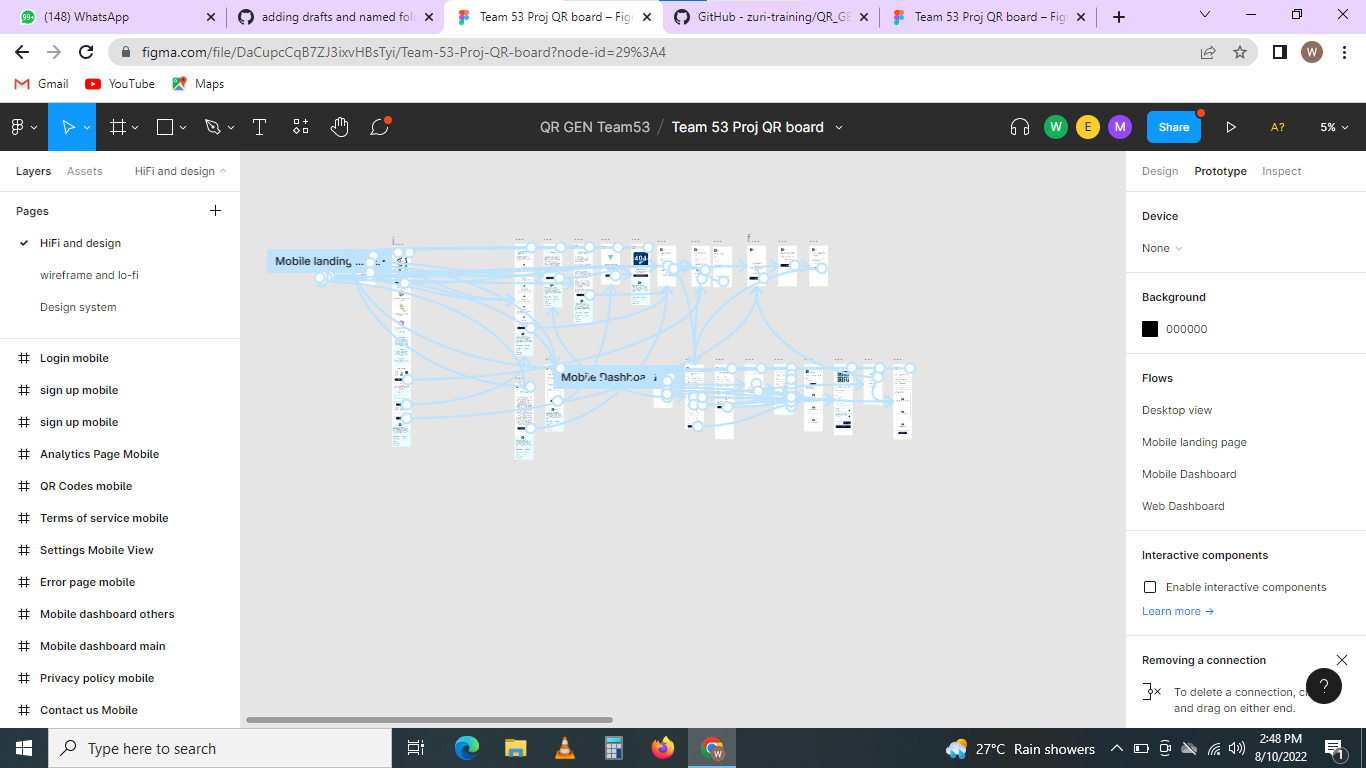 99+
(148) WhatsApp
adding drafts and named fol
Team 53 Proj QR board – Fig
GitHub - zuri-training/QR_GE
Team 53 Proj QR board – Fig
figma.com/file/DaCupcCqB7ZJ3ixvHBsTyi/Team-53-Proj-QR-board?node-id=29%3A4
W
Gmail
YouTube
Maps
QR GEN Team53 / Team 53 Proj QR board
W
E
M
Share
A?
5%
Layers
Assets
HiFi and design
Pages
HiFi and design
wireframe and lo-fi
Design system
Login mobile
sign up mobile
sign up mobile
Analytics Page Mobile
QR Codes mobile
Terms of service mobile
Settings Mobile View
Error page mobile
Mobile dashboard others
Mobile dashboard main
Privacy policy mobile
Contact us Mobile
i...
f...
Mobile landing ...
404
Mobile Dashboa
Design
Prototype
Inspect
Device
None
Background
000000
Flows
Desktop view
Mobile landing page
Mobile Dashboard
Web Dashboard
Interactive components
Enable interactive components
Learn more →
Removing a connection
To delete a connection, c
and drag on either end.
?
Type here to search
W
27°C Rain showers
2:48 PM
8/10/2022
1